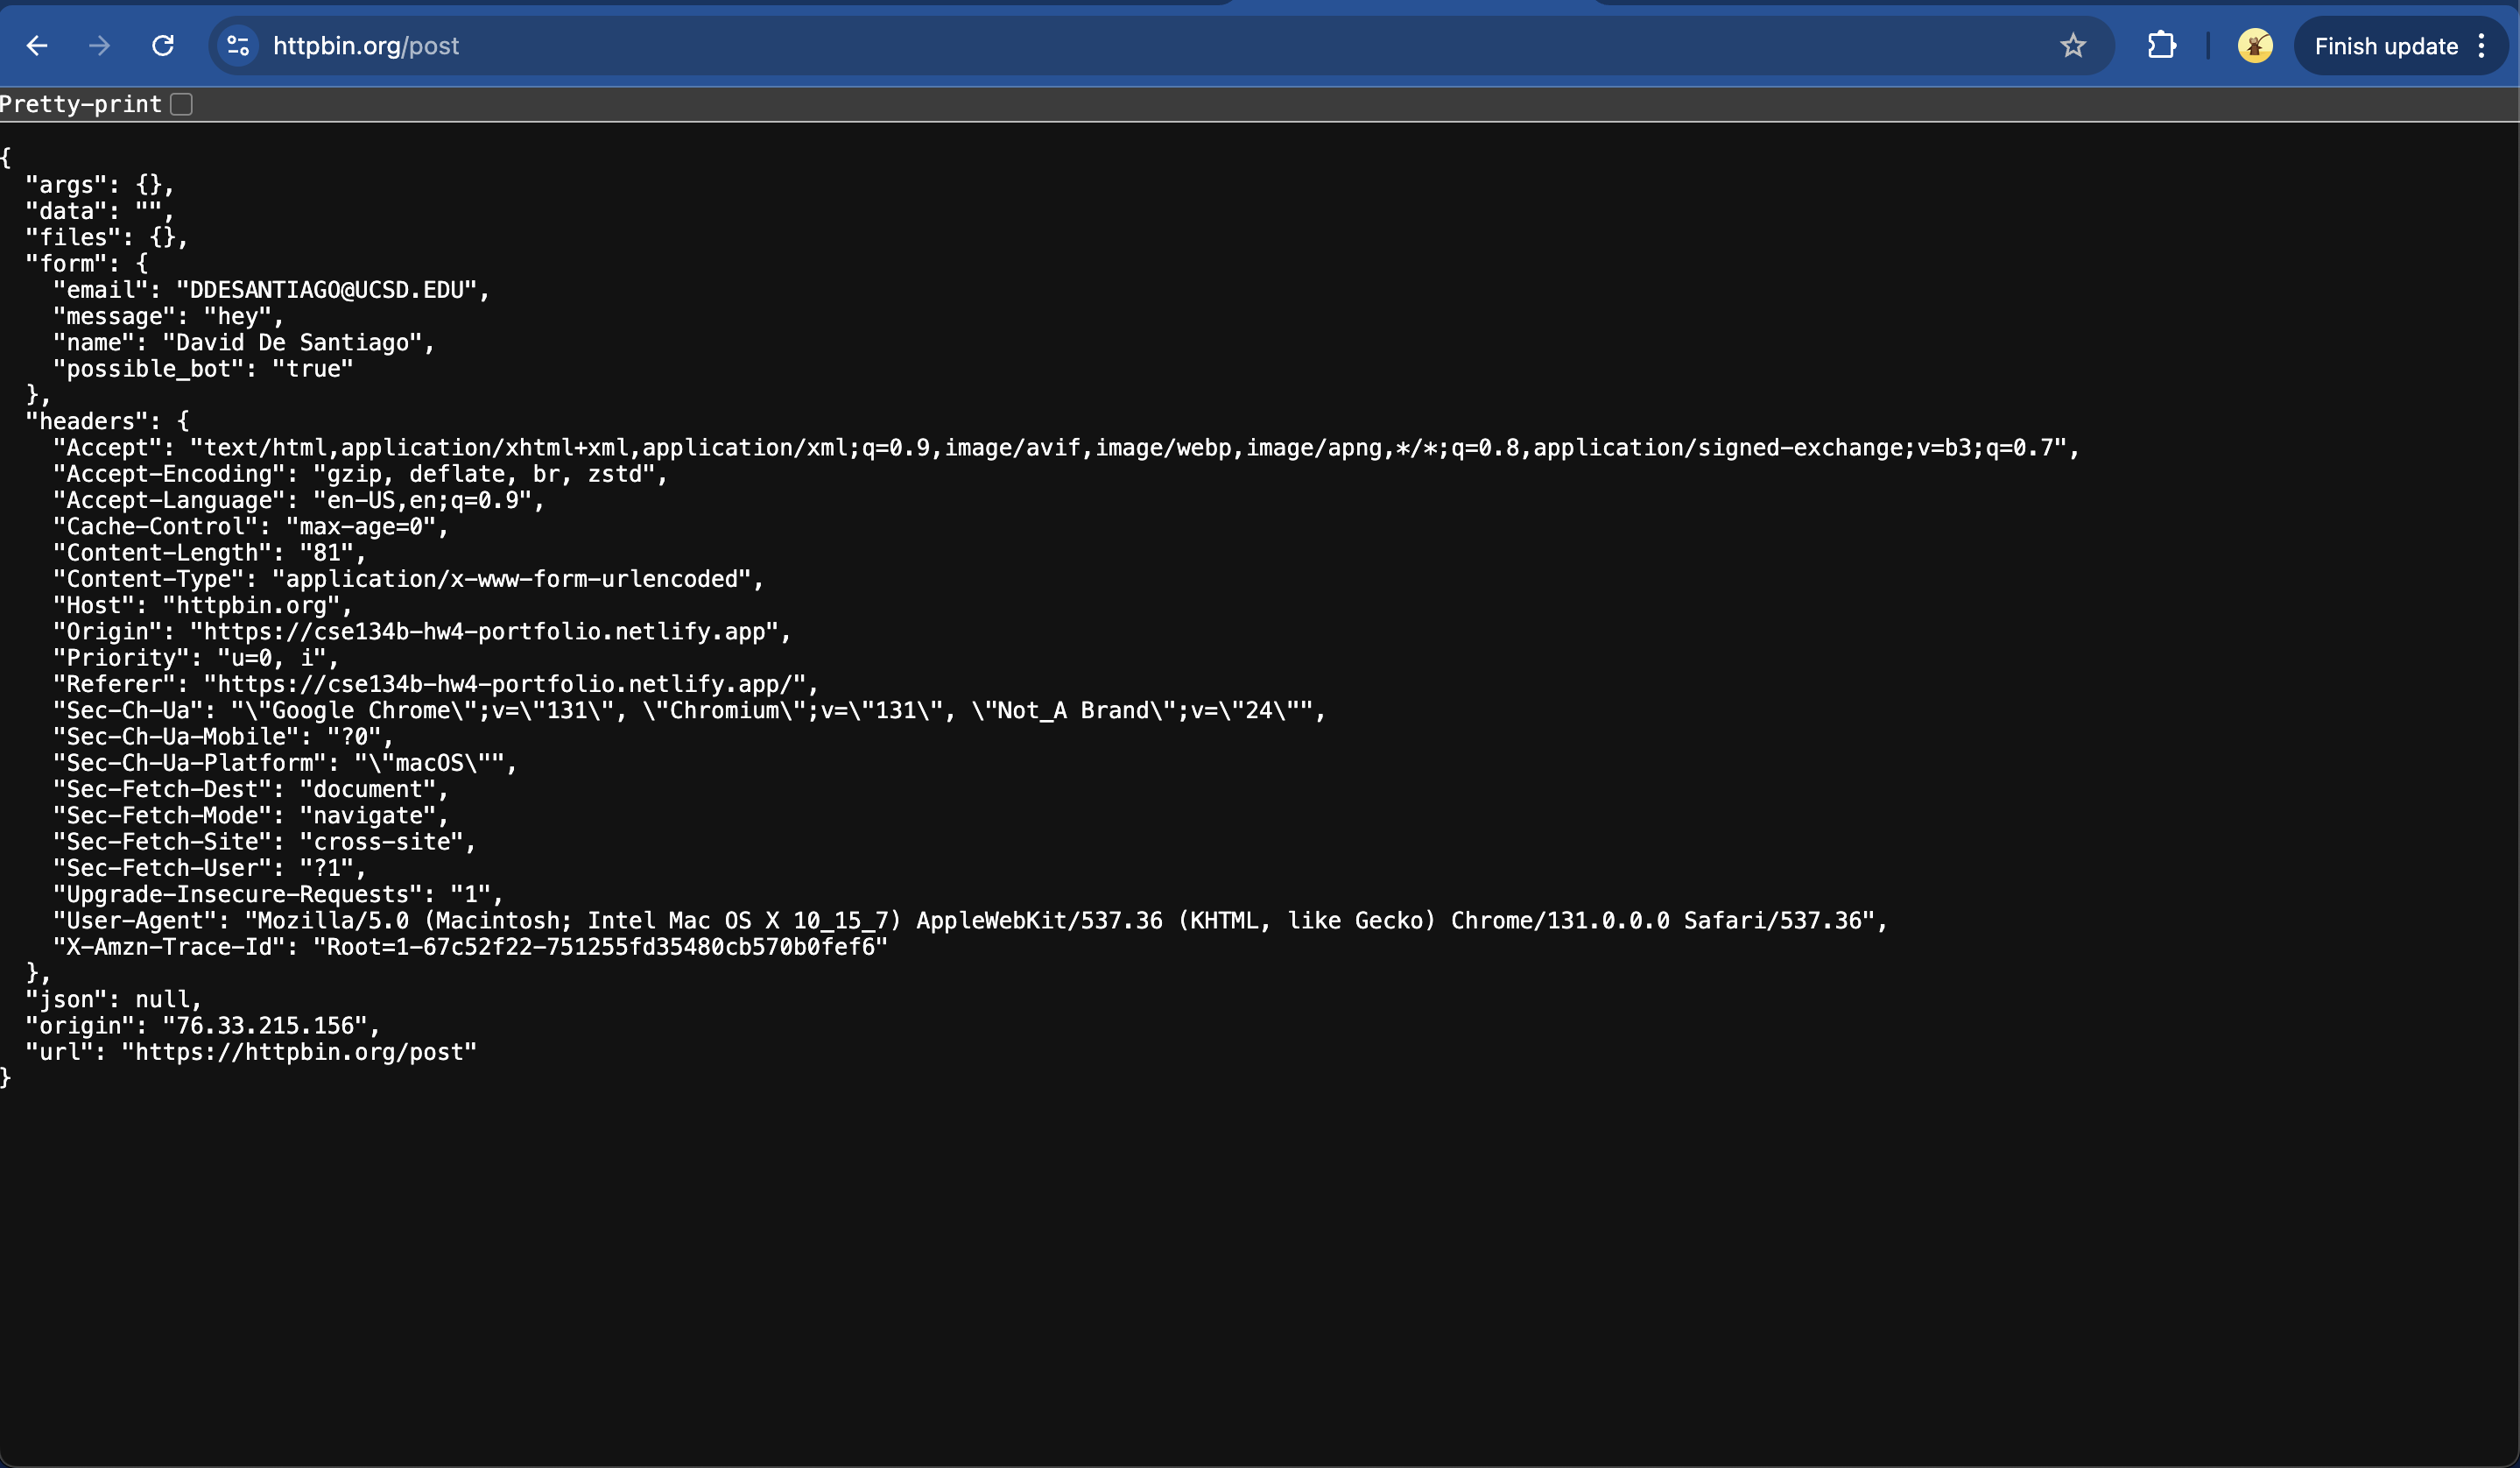 httpbin.org/post
Finish update
Pretty-print
{
  "args": {},
  "data": "",
  "files": {},
  "form": {
    "email": "DDESANTIAGO@UCSD.EDU",
    "message": "hey",
    "name": "David De Santiago",
    "possible_bot": "true"
  },
  "headers": {
    "Accept": "text/html,application/xhtml+xml,application/xml;q=0.9,image/avif,image/webp,image/apng,*/*;q=0.8,application/signed-exchange;v=b3;q=0.7",
    "Accept-Encoding": "gzip, deflate, br, zstd",
    "Accept-Language": "en-US,en;q=0.9",
    "Cache-Control": "max-age=0",
    "Content-Length": "81",
    "Content-Type": "application/x-www-form-urlencoded",
    "Host": "httpbin.org",
    "Origin": "https://cse134b-hw4-portfolio.netlify.app",
    "Priority": "u=0, i",
    "Referer": "https://cse134b-hw4-portfolio.netlify.app/",
    "Sec-Ch-Ua": "\"Google Chrome\";v=\"131\", \"Chromium\";v=\"131\", \"Not_A Brand\";v=\"24\"",
    "Sec-Ch-Ua-Mobile": "?0",
    "Sec-Ch-Ua-Platform": "\"macOS\"",
    "Sec-Fetch-Dest": "document",
    "Sec-Fetch-Mode": "navigate",
    "Sec-Fetch-Site": "cross-site",
    "Sec-Fetch-User": "?1",
    "Upgrade-Insecure-Requests": "1",
    "User-Agent": "Mozilla/5.0 (Macintosh; Intel Mac OS X 10_15_7) AppleWebKit/537.36 (KHTML, like Gecko) Chrome/131.0.0.0 Safari/537.36",
    "X-Amzn-Trace-Id": "Root=1-67c52f22-751255fd35480cb570b0fef6"
  },
  "json": null,
  "origin": "76.33.215.156",
  "url": "https://httpbin.org/post"
}